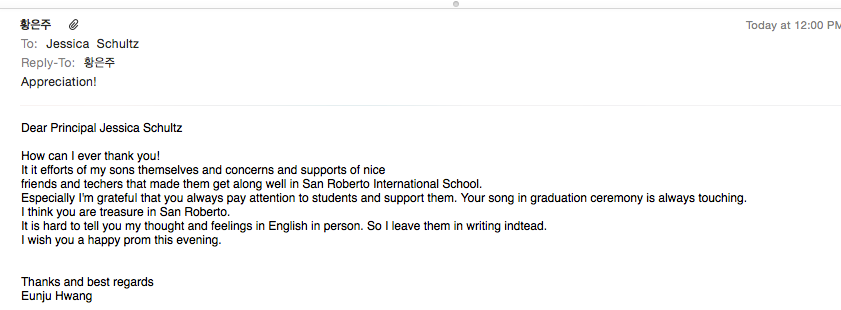 황은주
Today at 12:00 PM
To: Jessica Schultz
Reply-To: 황은주
Appreciation!
Dear Principal Jessica Schultz
How can I ever thank you!
It it efforts of my sons themselves and concerns and supports of nice
friends and techers that made them get along well in San Roberto International School.
Especially I'm grateful that you always pay attention to students and support them. Your song in graduation ceremony is always touching.
I think you are treasure in San Roberto.
It is hard to tell you my thought and feelings in English in person. So I leave them in writing indtead.
I wish you a happy prom this evening.
Thanks and best regards
Eunju Hwang